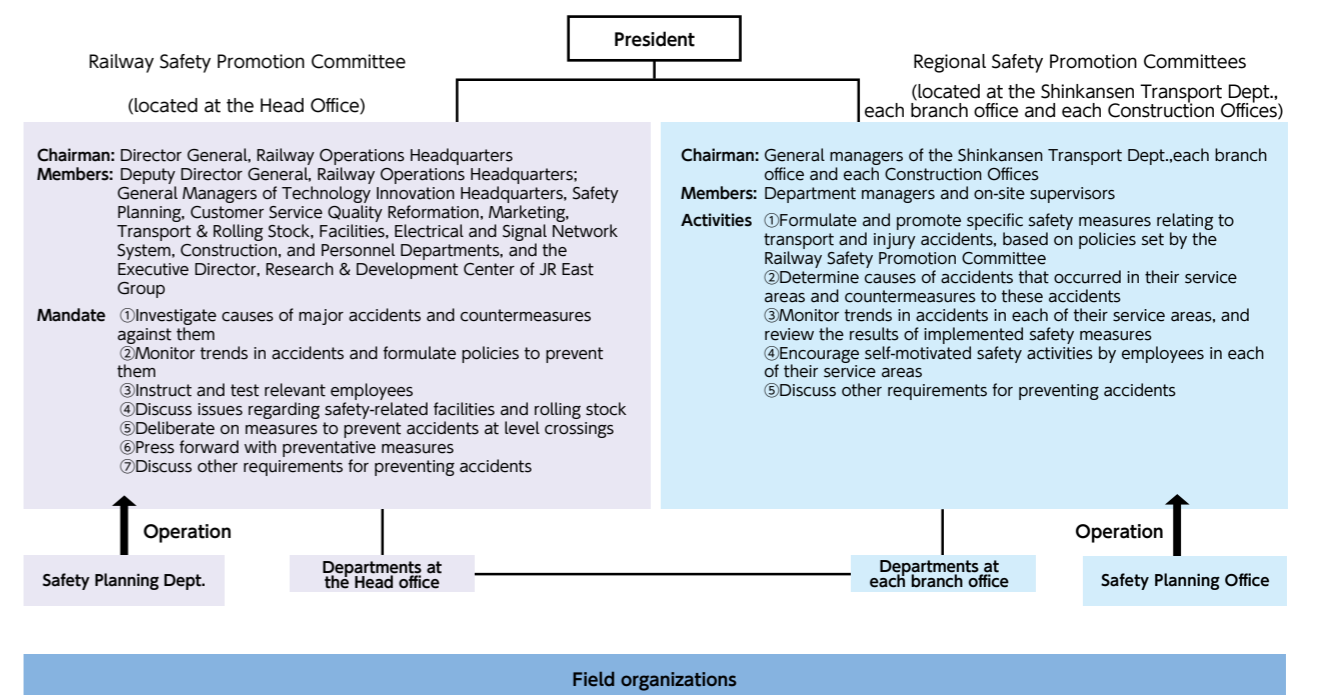 President
Railway Safety Promotion Committee
(located at the Head Office)
Regional Safety Promotion Committees
(located at the Shinkansen Transport Dept.,
each branch office and each Construction Offices)
Chairman: Director General, Railway Operations Headquarters
Members: Deputy Director General, Railway Operations Headquarters;
General Managers of Technology Innovation Headquarters, Safety
Planning, Customer Service Quality Reformation, Marketing,
Transport & Rolling Stock, Facilities, Electrical and Signal Network
System, Construction, and Personnel Departments, and the
Executive Director, Research & Development Center of JR East
Group
Mandate ①Investigate causes of major accidents and countermeasures
against them
②Monitor trends in accidents and formulate policies to prevent
them
③Instruct and test relevant employees
④Discuss issues regarding safety-related facilities and rolling stock
⑤Deliberate on measures to prevent accidents at level crossings
⑥Press forward with preventative measures
⑦Discuss other requirements for preventing accidents
Chairman: General managers of the Shinkansen Transport Dept.,each branch
office and each Construction Offices
Members: Department managers and on-site supervisors
Activities ①Formulate and promote specific safety measures relating to
transport and injury accidents, based on policies set by the
Railway Safety Promotion Committee
②Determine causes of accidents that occurred in their service
areas and countermeasures to these accidents
③Monitor trends in accidents in each of their service areas, and
review the results of implemented safety measures
④Encourage self-motivated safety activities by employees in each
of their service areas
⑤Discuss other requirements for preventing accidents
Operation
Operation
Safety Planning Dept.
Departments at
the Head office
Departments at
each branch office
Safety Planning Office
Field organizations